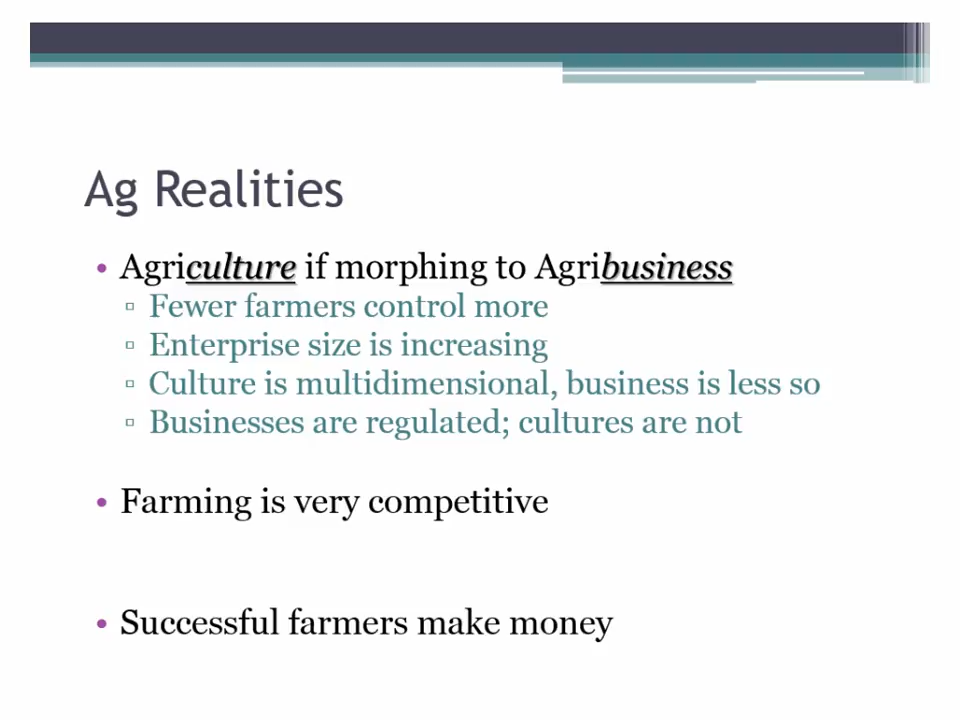 Ag Realities
• Agriculture if morphing to Agribusiness
▫ Fewer farmers control more
▫ Enterprise size is increasing
▫ Culture is multidimensional, business is less so
▫ Businesses are regulated; cultures are not
• Farming is very competitive
• Successful farmers make money